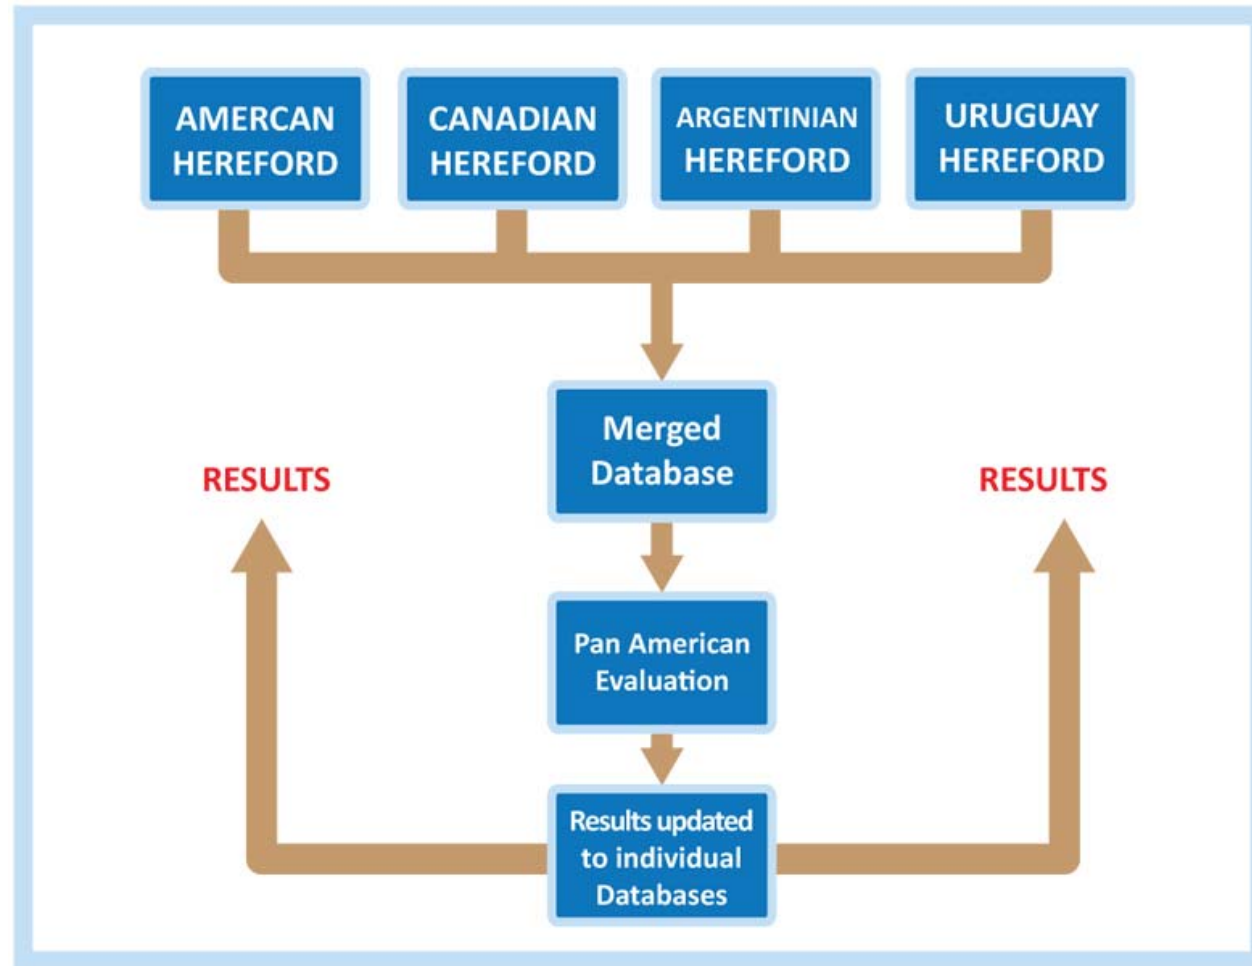 AMERCAN
HEREFORD
CANADIAN
HEREFORD
ARGENTINIAN
HEREFORD
URUGUAY
HEREFORD
Merged
Database
RESULTS
RESULTS
Pan American
Evaluation
Results updated
to individual
Databases